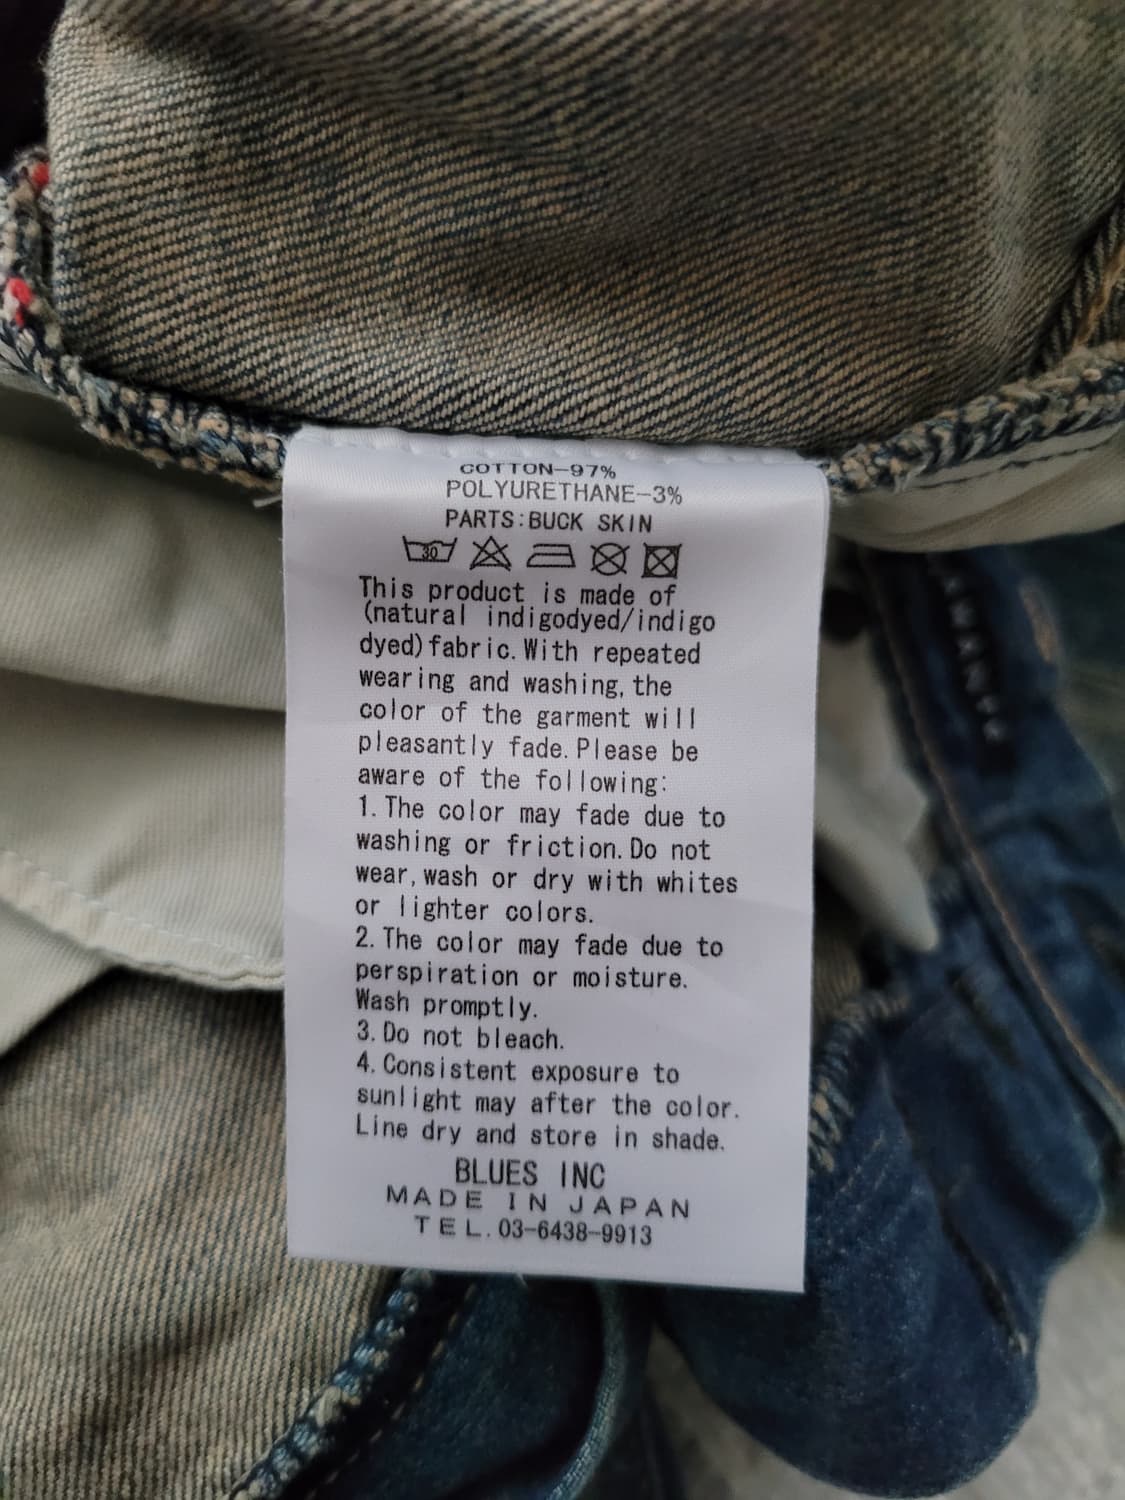 COTTON-97%
POLYURETHANE-3%
PARTS:BUCK SKIN
30
This product is made of
(natural indigodyed/indigo
dyed)fabric.With repeated
wearing and washing,the
color of the garment will
pleasantly fade.Please be
aware of the following:
1.The color may fade due to
washing or friction.Do not
wear,wash or dry with whites
or lighter colors.
2.The color may fade due to
perspiration or moisture.
Wash promptly.
3.Do not bleach.
4.Consistent exposure to
sunlight may after the color.
Line dry and store in shade.
BLUES INC
MADE IN JAPAN
TEL.03-6438-9913